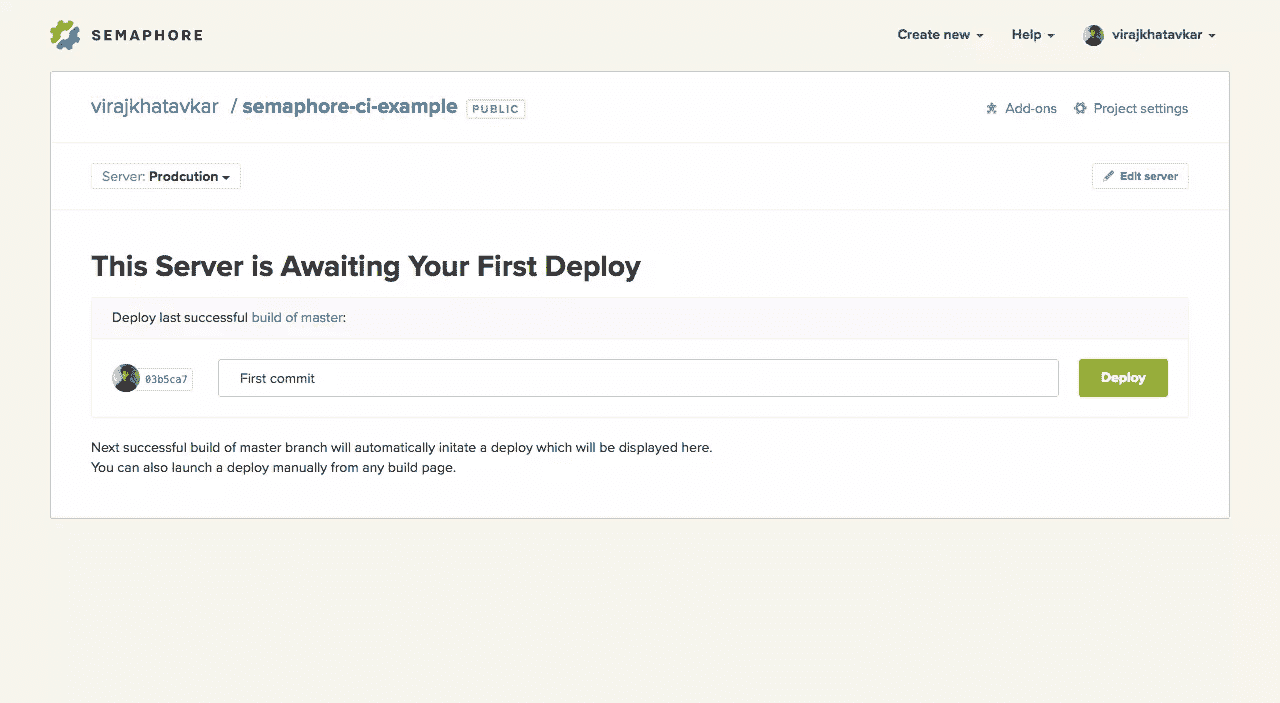 SEMAPHORE
Create new Help virajkhatavkar
virajkhatavkar / semaphore-ci-example PUBLIC
Add-ons Project settings
Server: Prodcution
Edit server
This Server is Awaiting Your First Deploy
Deploy last successful build of master:
03b5ca7 First commit Deploy
Next successful build of master branch will automatically initate a deploy which will be displayed here.
You can also launch a deploy manually from any build page.